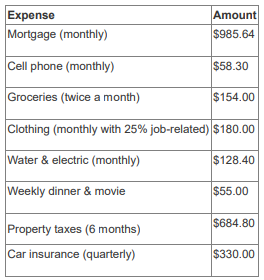 Expense Amount
Mortgage (monthly) $985.64
Cell phone (monthly) $58.30
Groceries (twice a month) $154.00
Clothing (monthly with 25% job-related) $180.00
Water & electric (monthly) $128.40
Weekly dinner & movie $55.00
Property taxes (6 months) $684.80
Car insurance (quarterly) $330.00